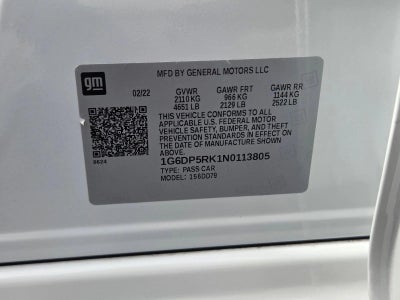 gm
MFD BY GENERAL MOTORS LLC
02/22 GVWR GAWR FRT GAWR RR
2110 KG 966 KG 1144 KG
4651 LB 2129 LB 2522 LB
THIS VEHICLE CONFORMS TO ALL
APPLICABLE U.S. FEDERAL MOTOR
VEHICLE SAFETY, BUMPER, AND THEFT
PREVENTION STANDARDS IN EFFECT ON
THE DATE OF MANUFACTURE SHOWN
ABOVE.
8624
1G6DP5RK1N0113805
TYPE: PASS CAR
MODEL: 1560D79